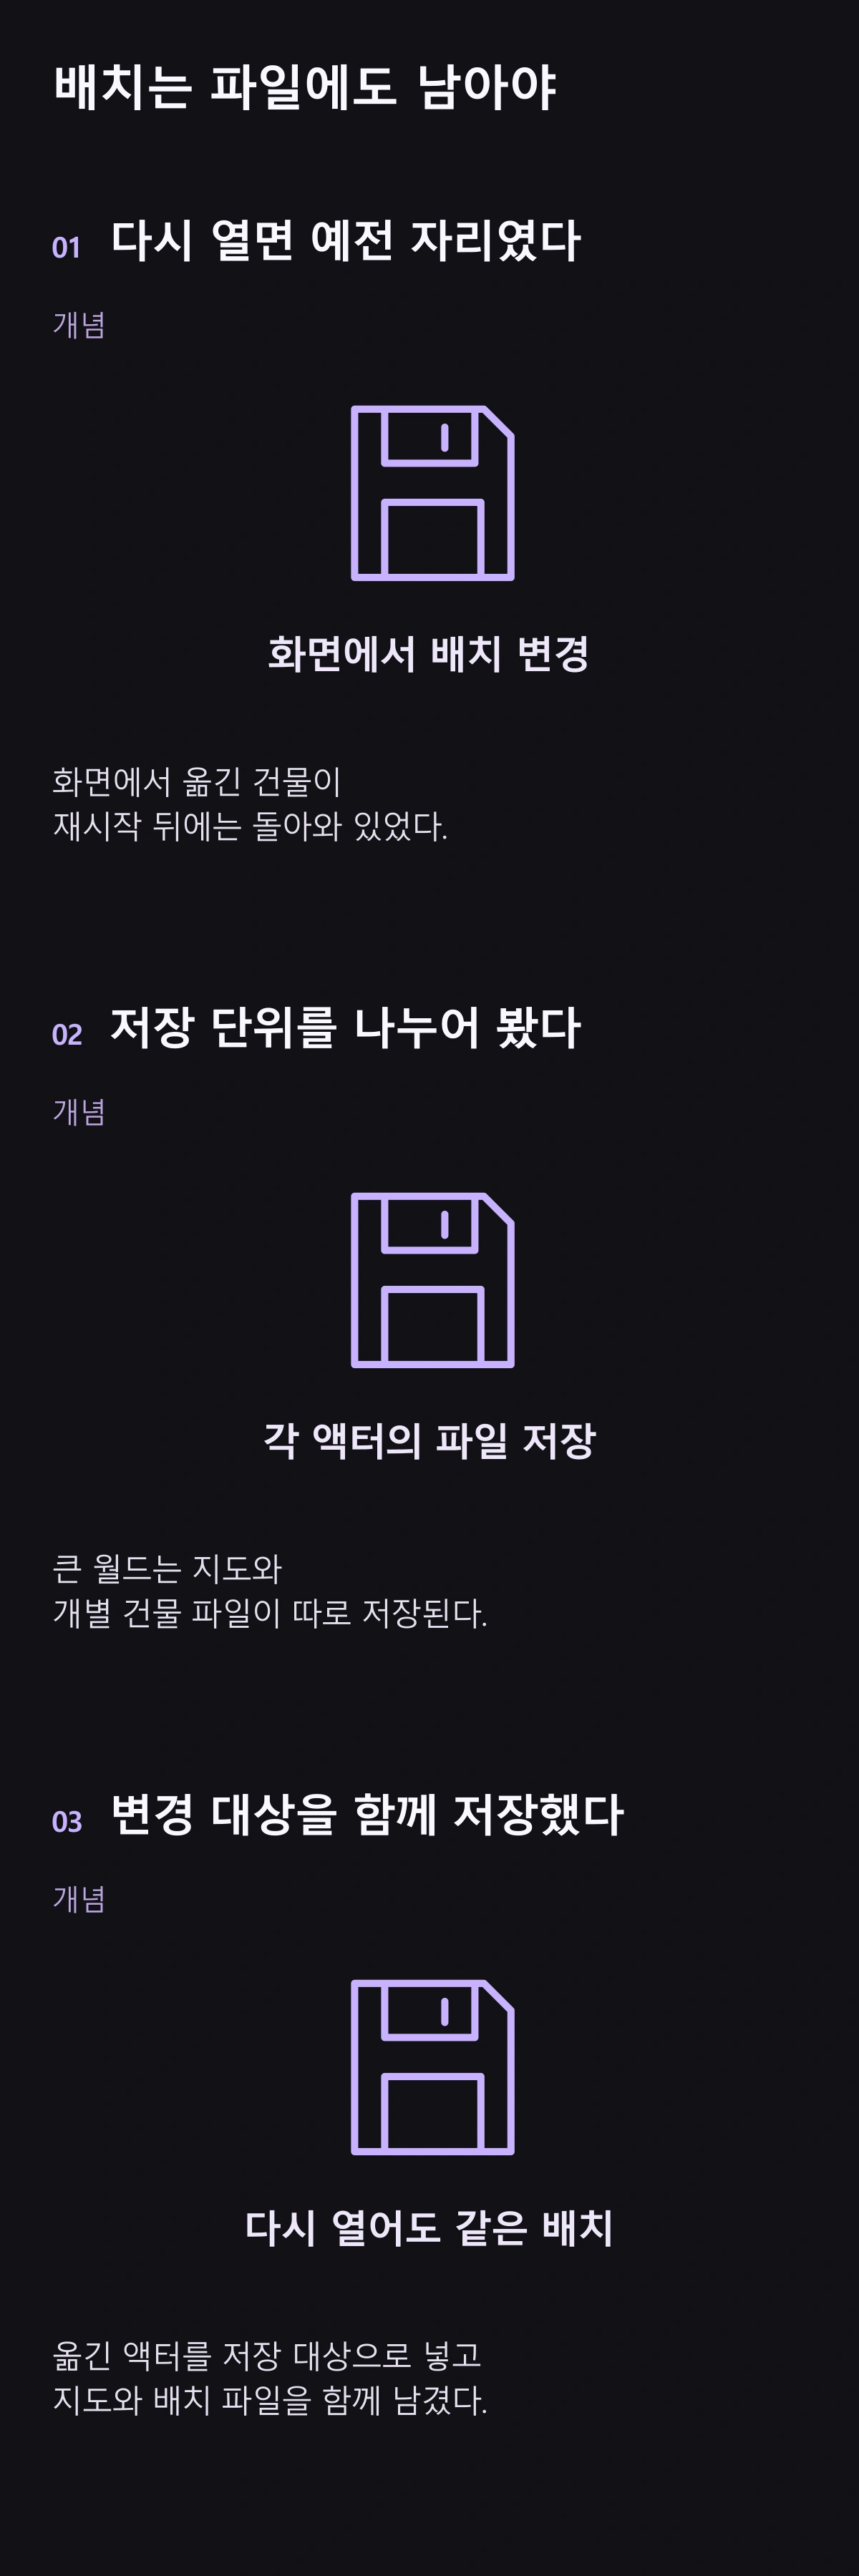 배치는 파일에도 남아야
01 다시 열면 예전 자리였다
개념
화면에서 배치 변경
화면에서 옮긴 건물이
재시작 뒤에는 돌아와 있었다.
02 저장 단위를 나누어 봤다
개념
각 액터의 파일 저장
큰 월드는 지도와
개별 건물 파일이 따로 저장된다.
03 변경 대상을 함께 저장했다
개념
다시 열어도 같은 배치
옮긴 액터를 저장 대상으로 넣고
지도와 배치 파일을 함께 남겼다.